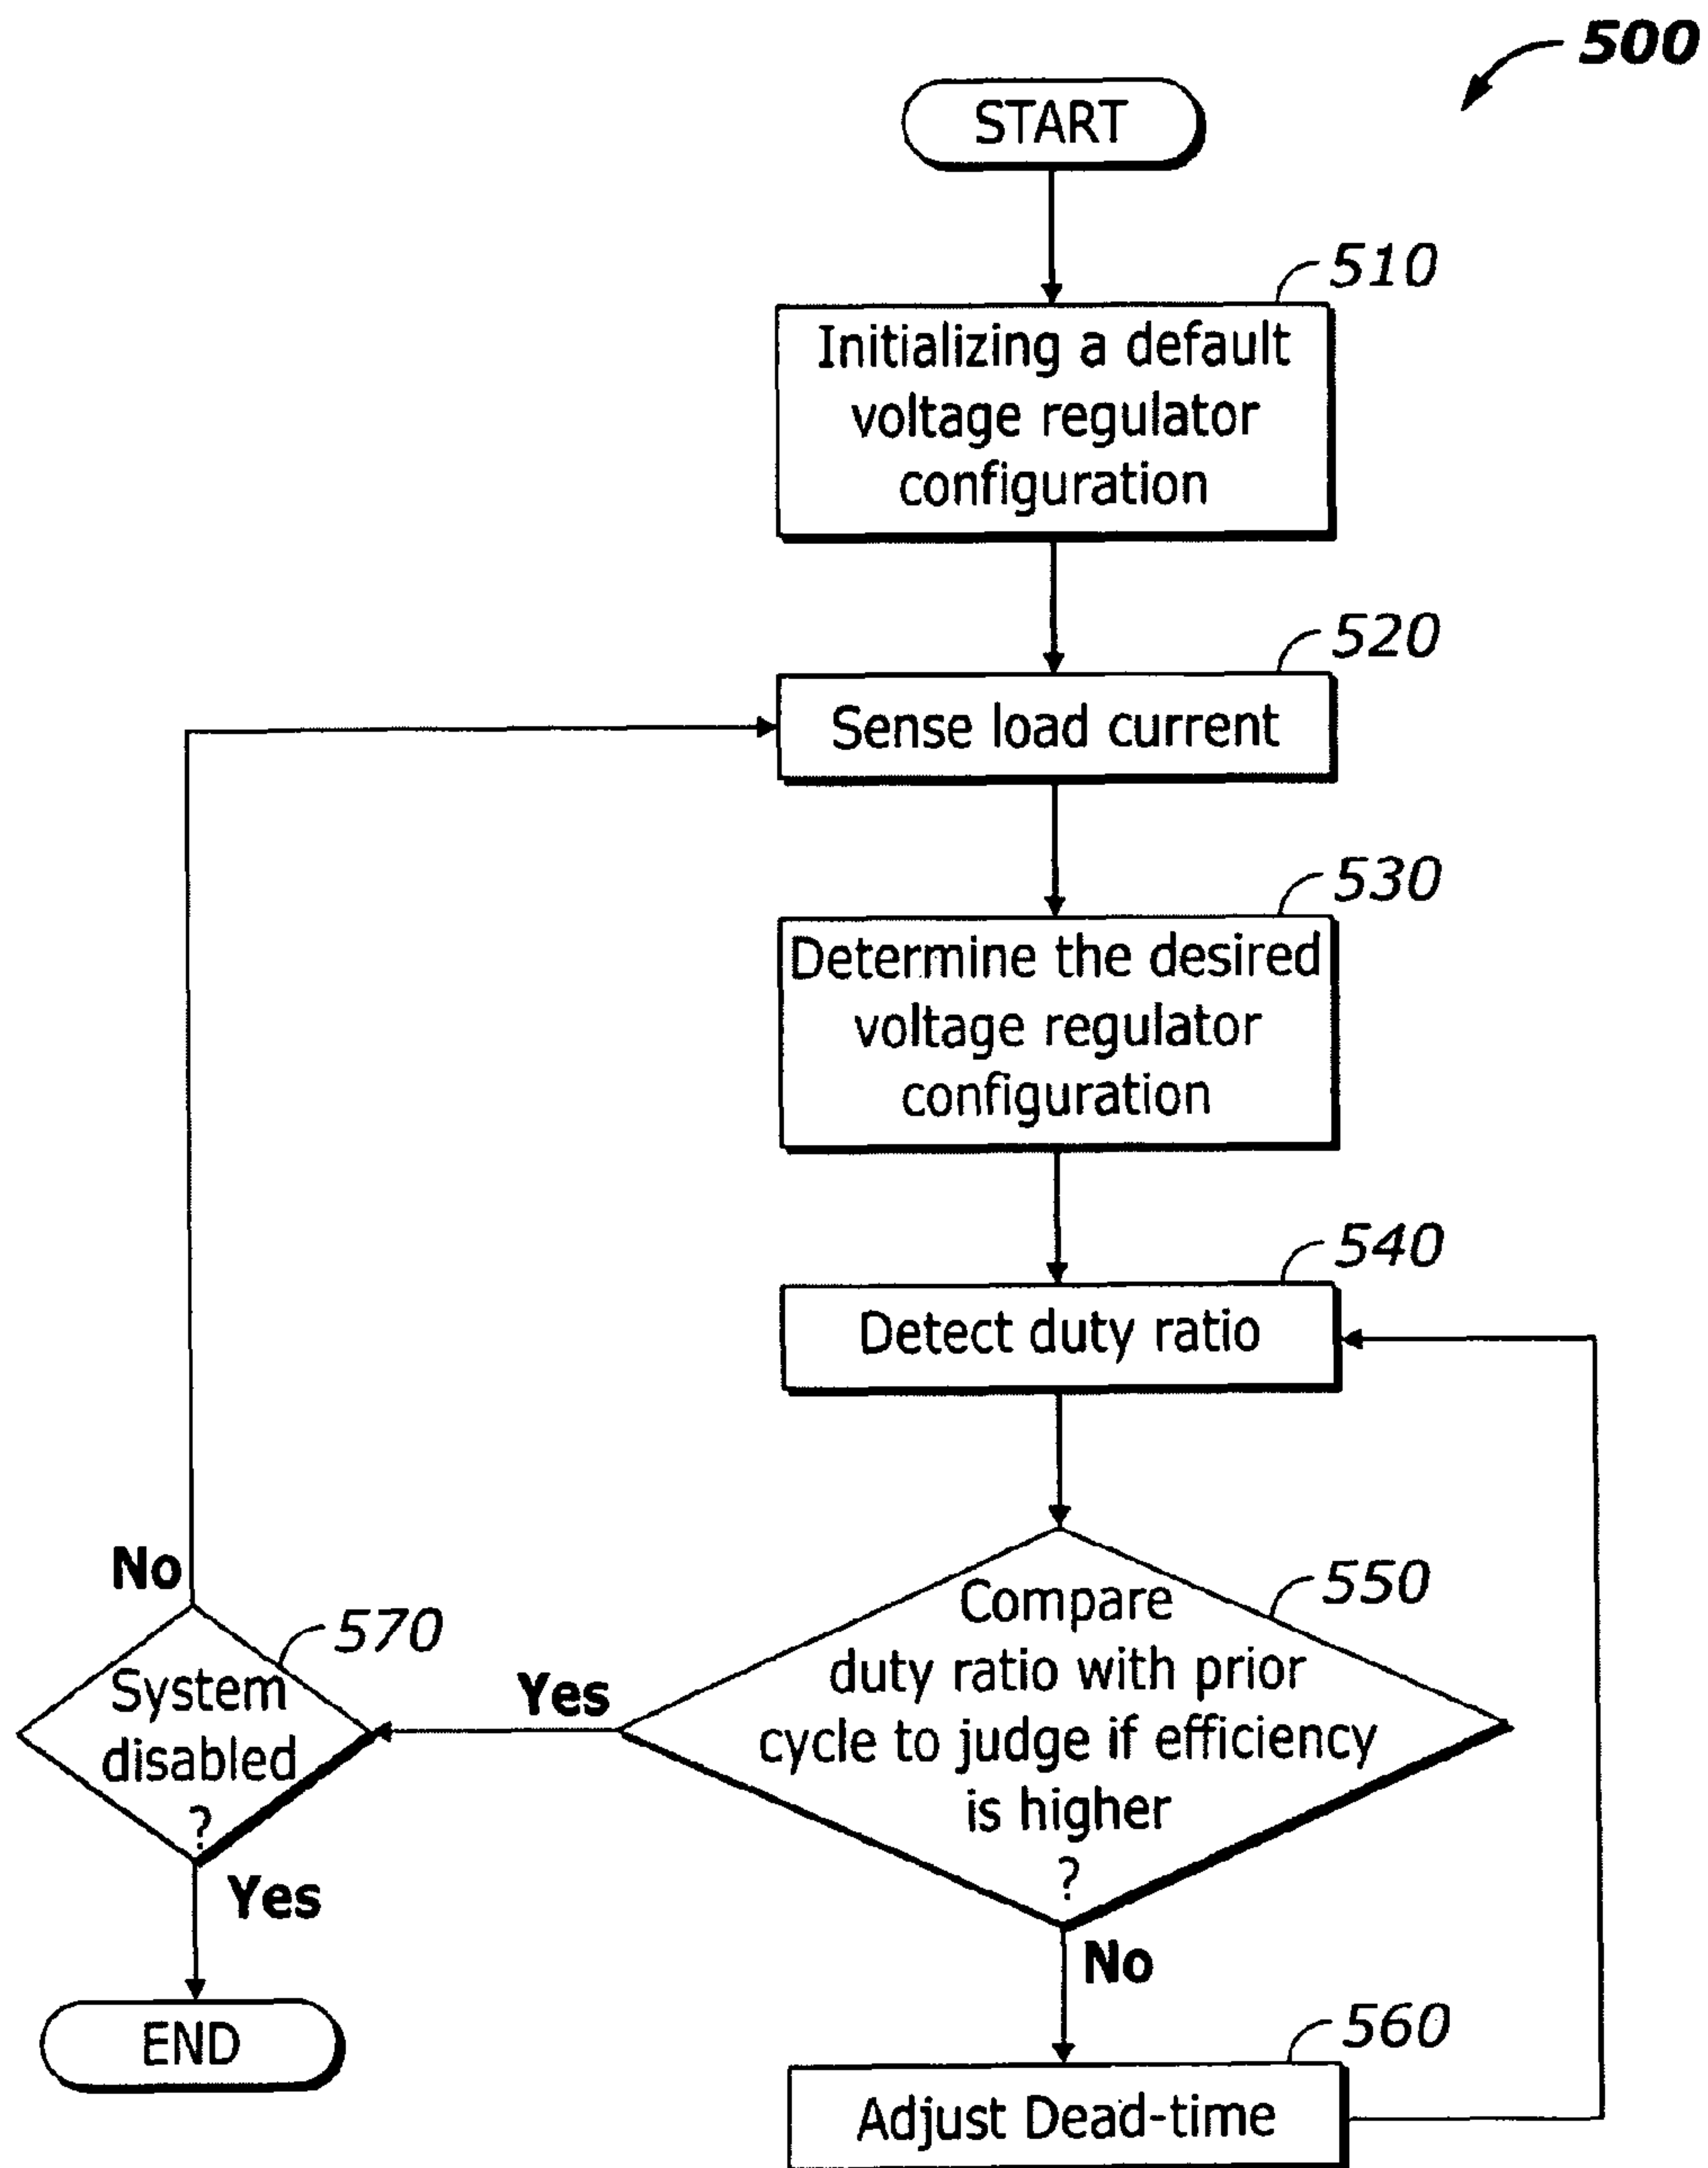 500
START
510
Initializing a default
voltage regulator
configuration
520
Sense load current
530
Determine the desired
voltage regulator
configuration
540
Detect duty ratio
550
Compare
duty ratio with prior
cycle to judge if efficiency
is higher
?
Yes
No
570
System
disabled
?
No
Yes
END
560
Adjust Dead-time